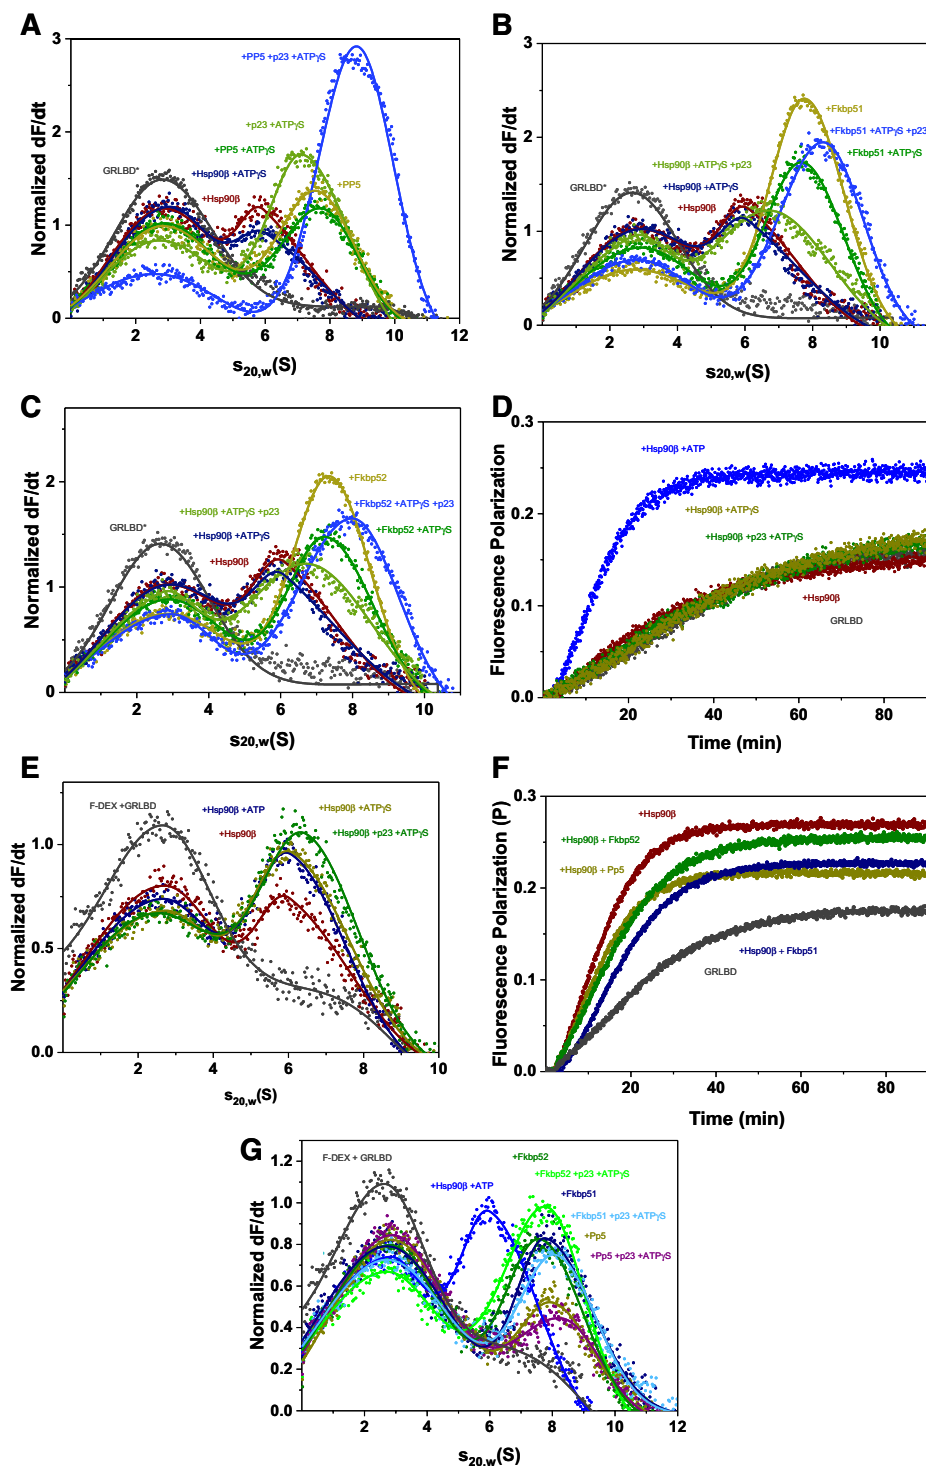 A
3
2
1
0
2
4
6
8
10
12
Normalized dF/dt
s20,w(S)
+PP5 +p23 +ATPγS
+p23 +ATPγS
+PP5 +ATPγS
GRLBD*
+Hsp90β +ATPγS
+Hsp90β
+PP5
B
3
2
1
0
2
4
6
8
10
Normalized dF/dt
s20,w(S)
+Fkbp51
+Fkbp51 +ATPγS +p23
+Fkbp51 +ATPγS
+Hsp90β +ATPγS +p23
GRLBD*
+Hsp90β +ATPγS
+Hsp90β
C
2
1
0
2
4
6
8
10
Normalized dF/dt
s20,w(S)
+Fkbp52
+Fkbp52 +ATPγS +p23
+Fkbp52 +ATPγS
+Hsp90β +ATPγS +p23
GRLBD*
+Hsp90β +ATPγS
+Hsp90β
D
0.3
0.2
0.1
0.0
20
40
60
80
Fluorescence Polarization
Time (min)
+Hsp90β +ATP
+Hsp90β +ATPγS
+Hsp90β +p23 +ATPγS
+Hsp90β
GRLBD
E
1.0
0.5
0.0
0
2
4
6
8
10
Normalized dF/dt
s20,w(S)
F-DEX +GRLBD
+Hsp90β +ATP
+Hsp90β +ATPγS
+Hsp90β
+Hsp90β +p23 +ATPγS
F
0.3
0.2
0.1
0.0
20
40
60
80
Fluorescence Polarization (P)
Time (min)
+Hsp90β
+Hsp90β + Fkbp52
+Hsp90β + Pp5
+Hsp90β + Fkbp51
GRLBD
G
1.2
1.0
0.8
0.6
0.4
0.2
0.0
2
4
6
8
10
12
Normalized dF/dt
s20,w(S)
F-DEX + GRLBD
+Fkbp52
+Fkbp52 +p23 +ATPγS
+Hsp90β +ATP
+Fkbp51
+Fkbp51 +p23 +ATPγS
+Pp5
+Pp5 +p23 +ATPγS